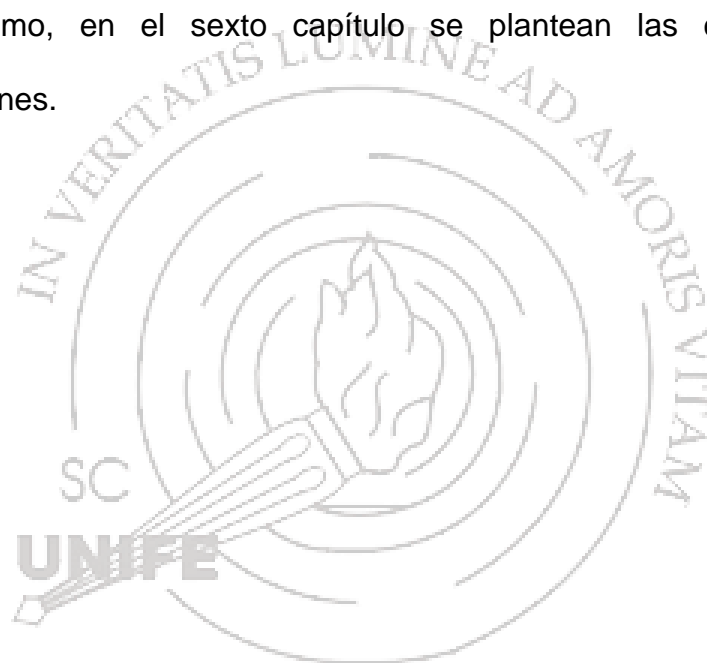 mo, en el sexto capítulo se plantean las c
nes.
IN VERITATIS LUMINE AD AMORIS VITAM
SC
UNIFE